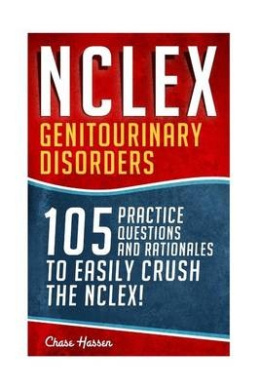 NCLEX
GENITOURINARY
DISORDERS
105 PRACTICE
QUESTIONS
AND RATIONALES
TO EASILY CRUSH
THE NCLEX!
Chase Hassen